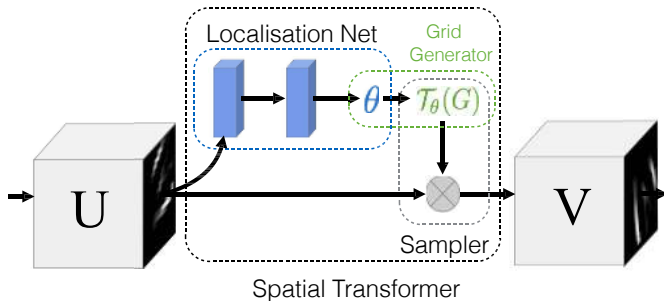 Localisation Net
Grid
Generator
θ
𝒯θ(G)
U
V
Sampler
Spatial Transformer